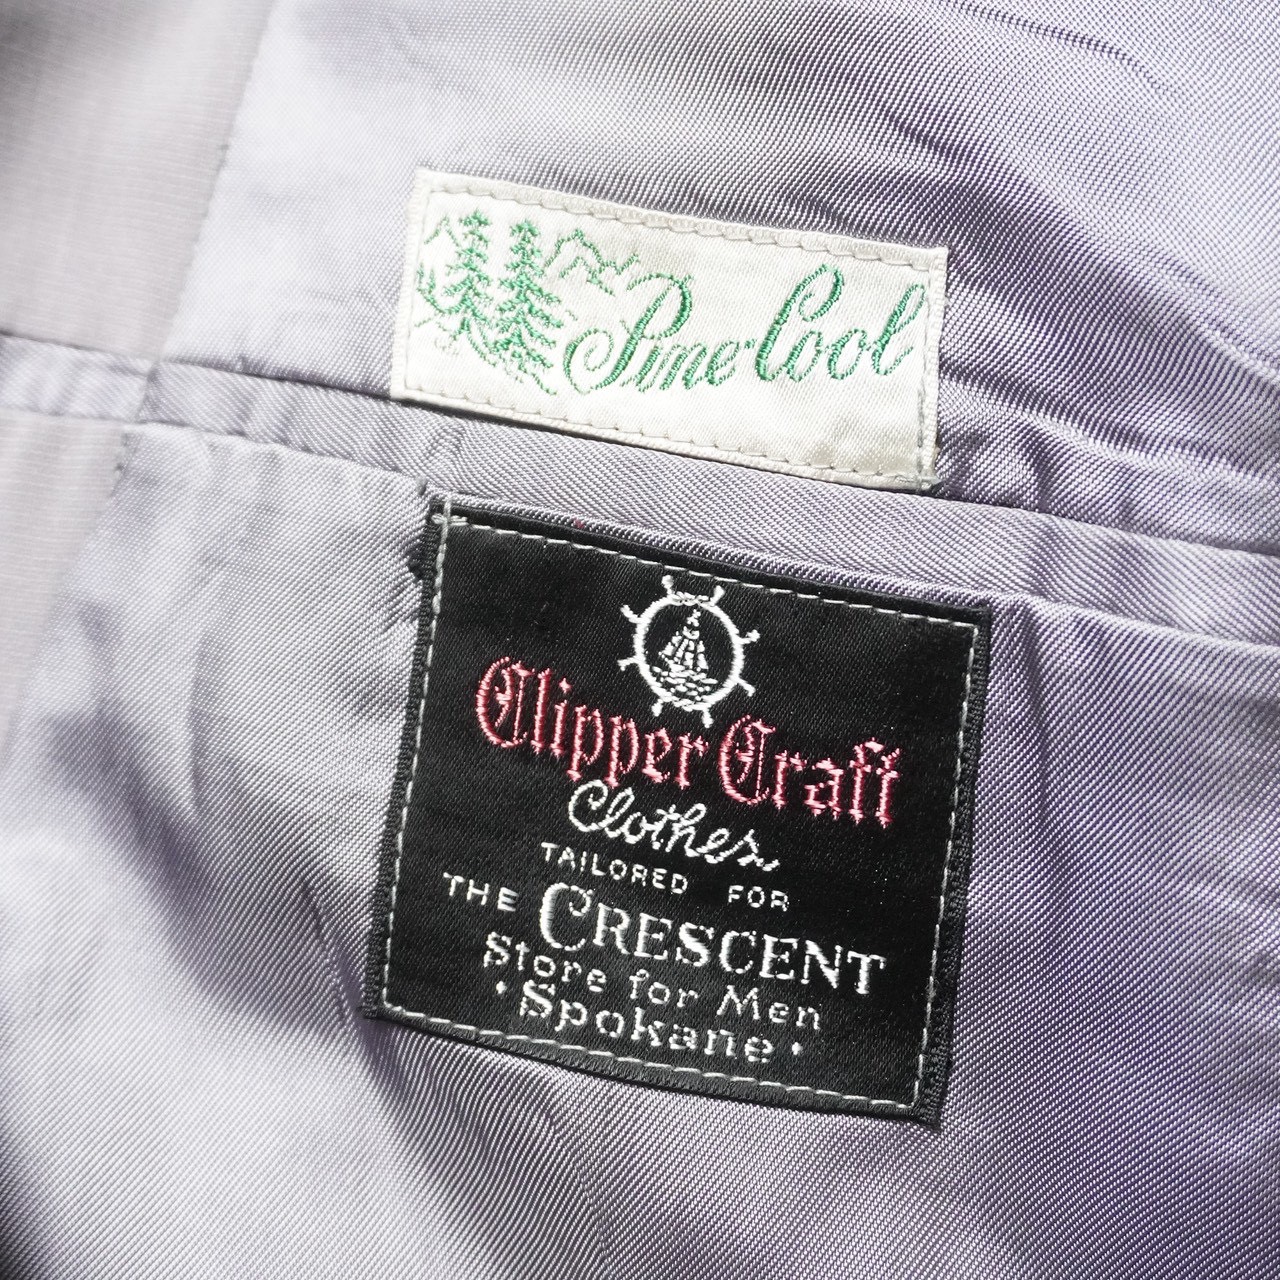 Pine Cool
Clipper Craft
Clothes
TAILORED FOR
THE CRESCENT
Store for Men
• Spokane •